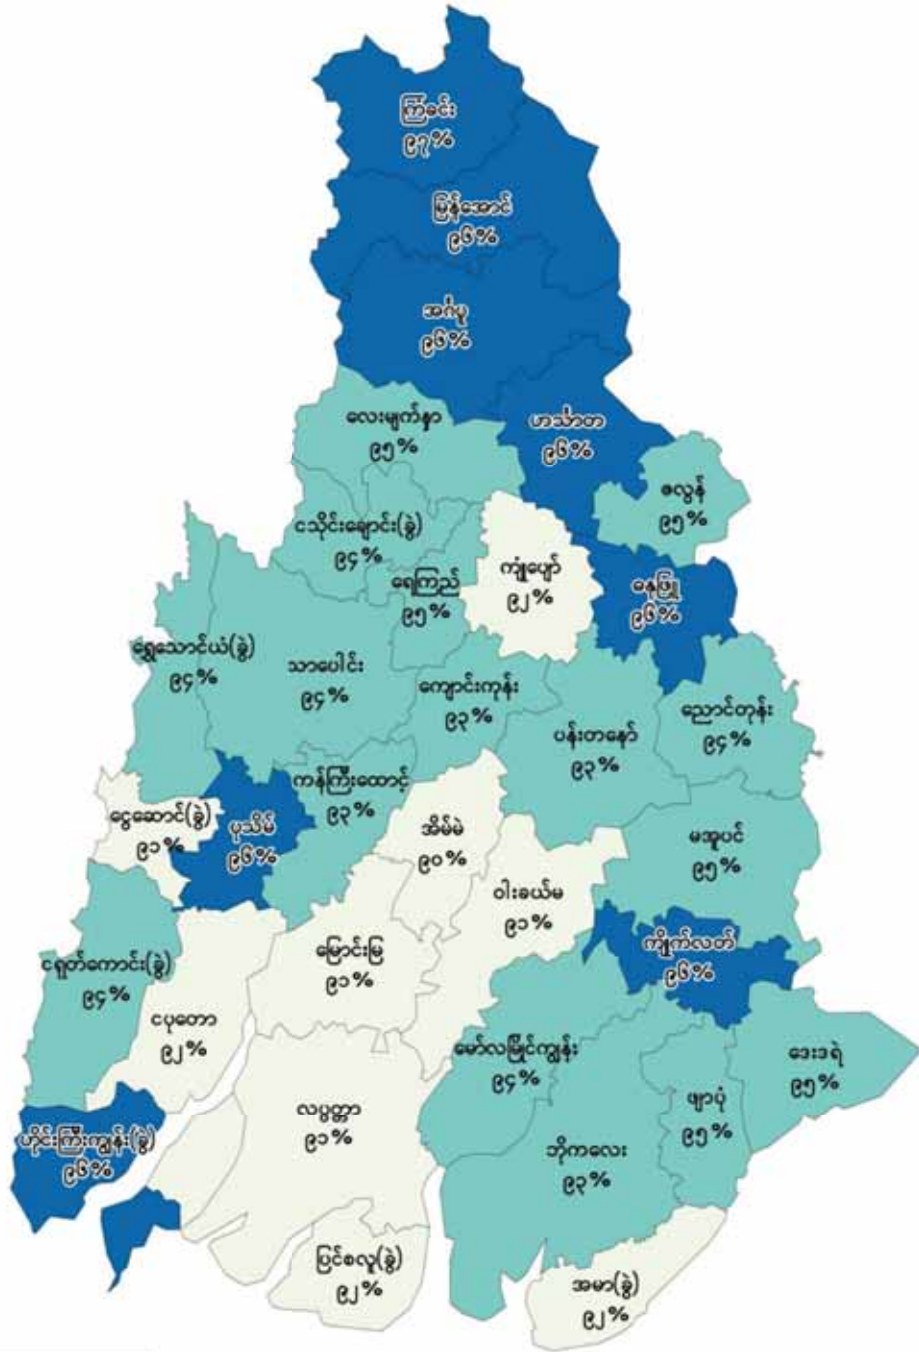 ကြံခင်း
၉၇%
မြန်အောင်
၉၆%
အင်္ဂပူ
၉၆%
လေးမျက်နှာ
၉၅%
ဟင်္သာတ
၉၆%
ဇလွန်
၉၅%
ငသိုင်းချောင်း(ခွဲ)
၉၄%
ရေကြည်
၉၅%
ကျုံပျော်
၉၂%
ဓနုဖြူ
၉၆%
ရွှေသောင်ယံ(ခွဲ)
၉၄%
သာပေါင်း
၉၄%
ကျောင်းကုန်း
၉၃%
ပန်းတနော်
၉၃%
ညောင်တုန်း
၉၄%
ငွေဆောင်(ခွဲ)
၉၁%
ပုသိမ်
၉၆%
ကန်ကြီးထောင့်
၉၃%
အိမ်မဲ
၉၀%
မအူပင်
၉၅%
ဝါးခယ်မ
၉၁%
ကျိုက်လတ်
၉၆%
ငရုတ်ကောင်း(ခွဲ)
၉၄%
မြောင်းမြ
၉၁%
ငပုတော
၉၂%
မော်လမြိုင်ကျွန်း
၉၄%
ဒေးဒရဲ
၉၅%
ဖျာပုံ
၉၅%
လပွတ္တာ
၉၁%
ဟိုင်းကြီးကျွန်း(ခွဲ)
၉၆%
ဘိုကလေး
၉၃%
ပြင်စလူ(ခွဲ)
၉၂%
အမာ(ခွဲ)
၉၂%